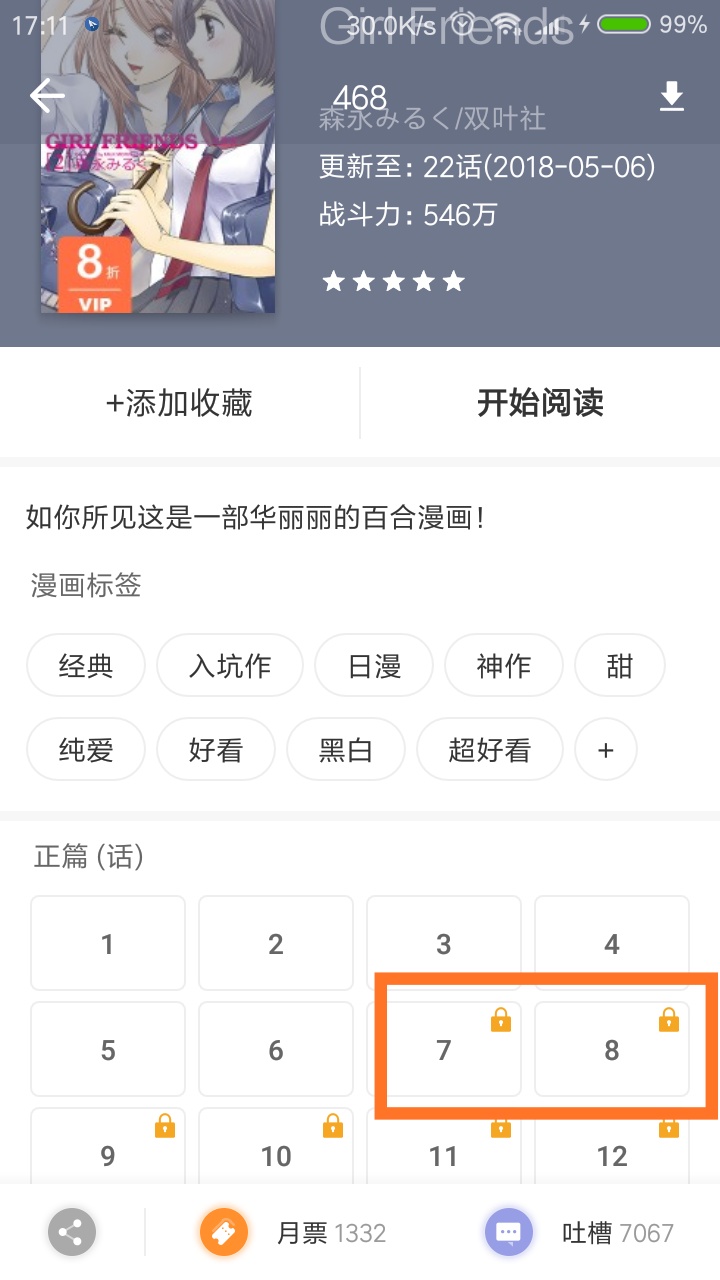 17:11 30.0K/s 99%
Girl Friends
468
森永みるく/双叶社
GIRL FRIENDS
更新至：22话(2018-05-06)
战斗力：546万
8折
VIP
+添加收藏
开始阅读
如你所见这是一部华丽丽的百合漫画！
漫画标签
经典 入坑作 日漫 神作 甜
纯爱 好看 黑白 超好看 +
正篇 (话)
1 2 3 4
5 6 7 8
9 10 11 12
月票 1332 吐槽 7067